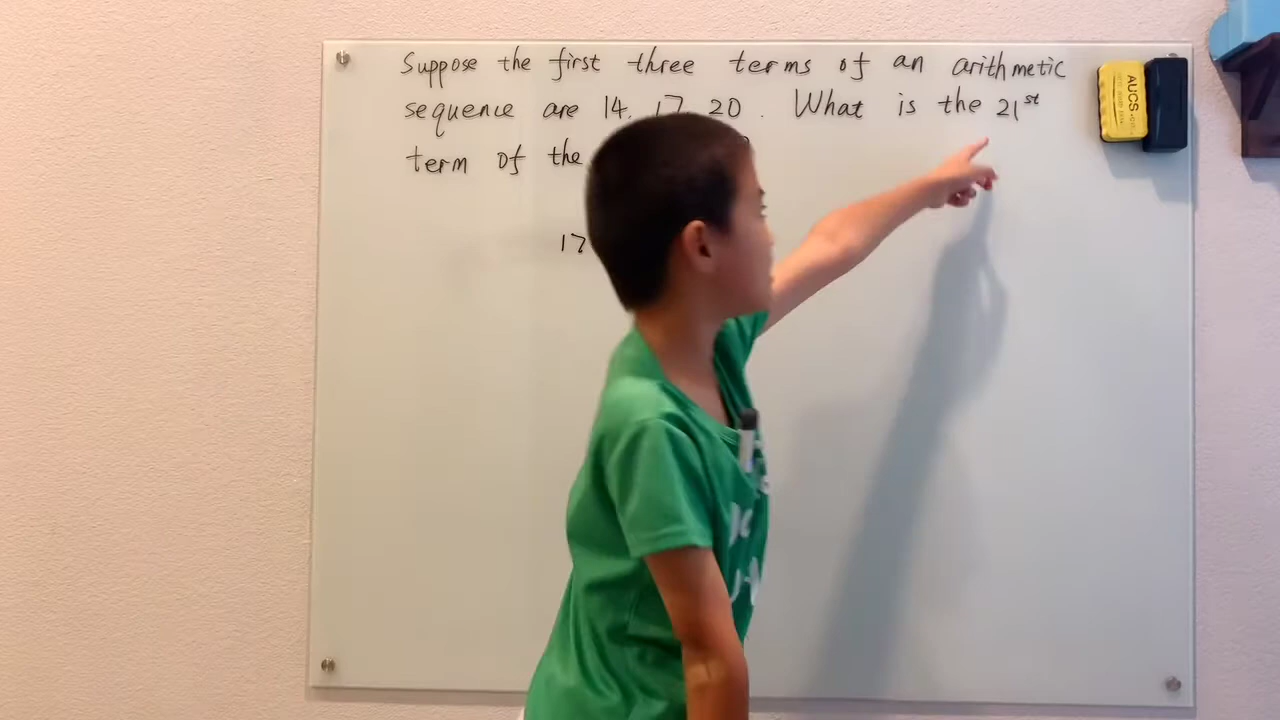 Suppose the first three terms of an arithmetic
sequence are 14, 17, 20. What is the 21st
term of the
17
AUCS